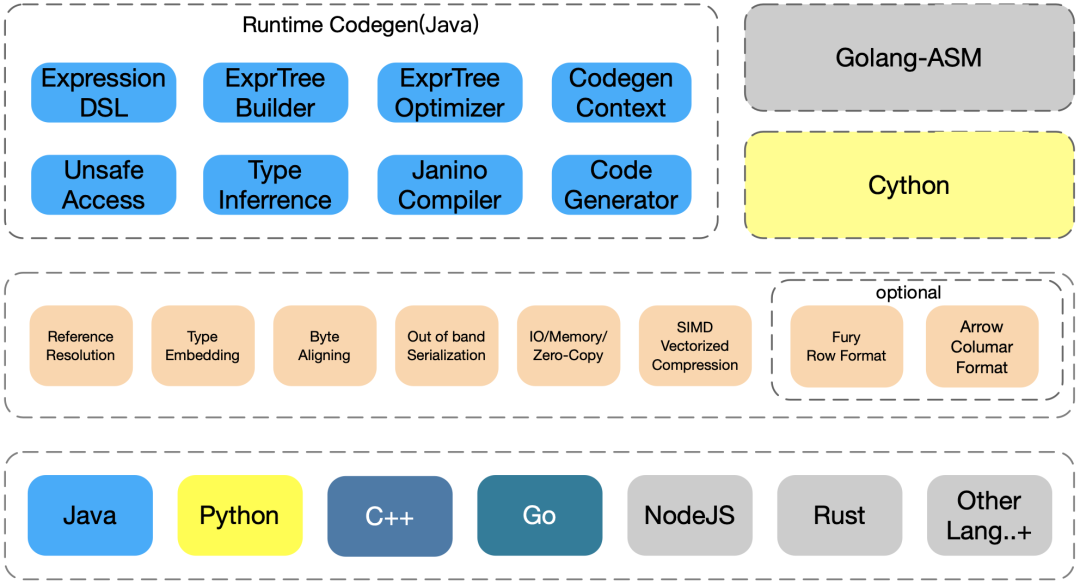 Runtime Codegen(Java)
Expression
DSL
ExprTree
Builder
ExprTree
Optimizer
Codegen
Context
Unsafe
Access
Type
Inferrence
Janino
Compiler
Code
Generator
Golang-ASM
Cython
Reference
Resolution
Type
Embedding
Byte
Aligning
Out of band
Serialization
IO/Memory/
Zero-Copy
SIMD
Vectorized
Compression
optional
Fury
Row Format
Arrow
Columar
Format
Java
Python
C++
Go
NodeJS
Rust
Other
Lang..+